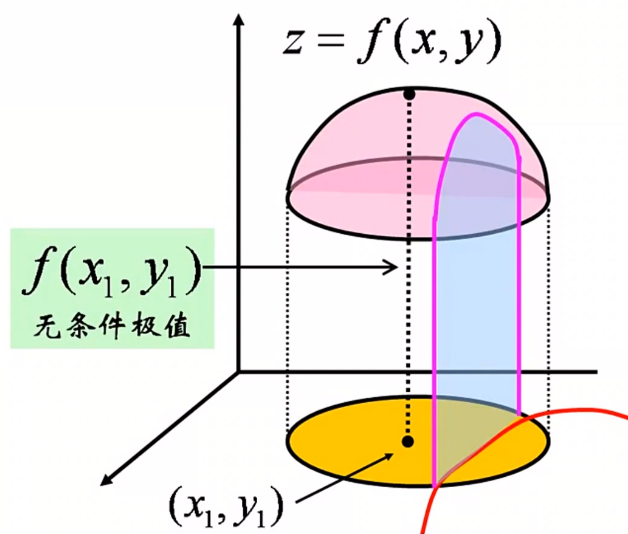 z = f(x, y)
f(x₁, y₁)
无条件极值
(x₁, y₁)